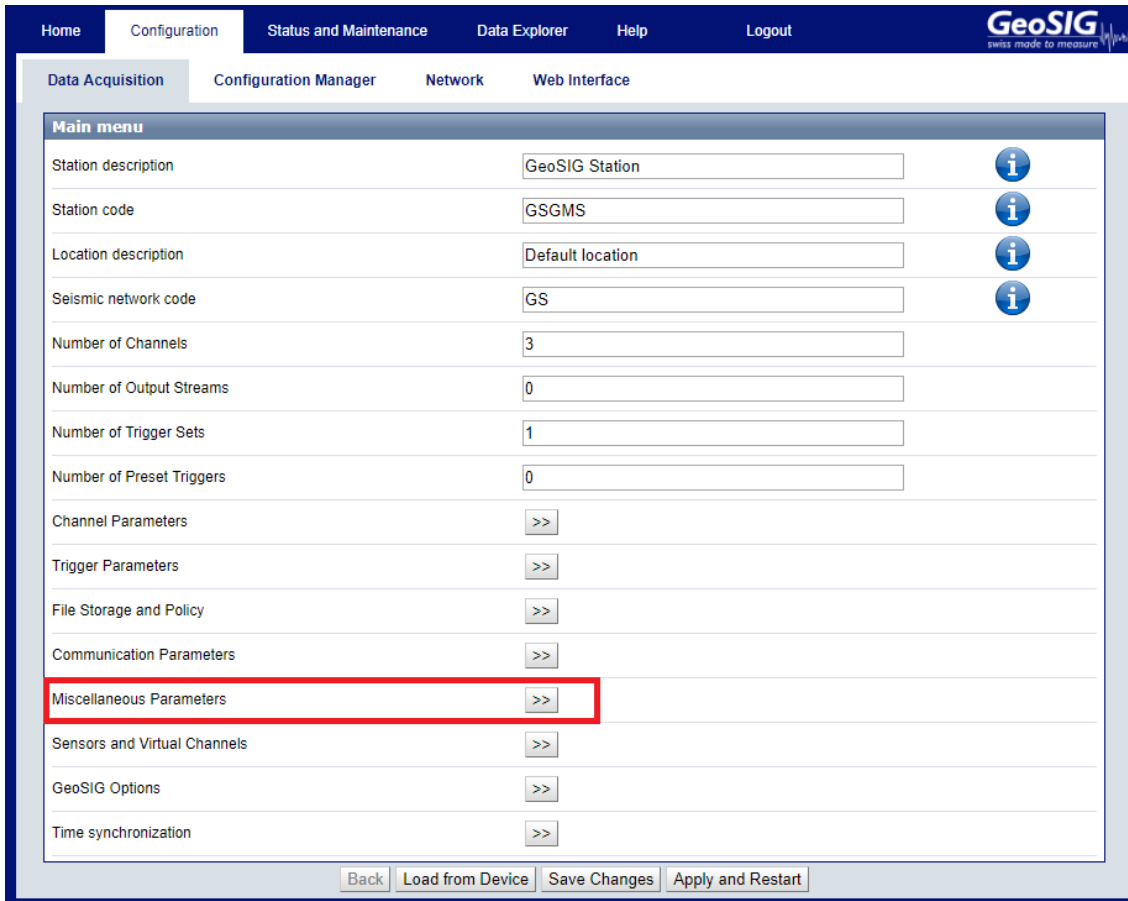 Home Configuration Status and Maintenance Data Explorer Help Logout GeoSIG
swiss made to measure
Data Acquisition Configuration Manager Network Web Interface
Main menu
Station description GeoSIG Station i
Station code GSGMS i
Location description Default location i
Seismic network code GS i
Number of Channels 3
Number of Output Streams 0
Number of Trigger Sets 1
Number of Preset Triggers 0
Channel Parameters >>
Trigger Parameters >>
File Storage and Policy >>
Communication Parameters >>
Miscellaneous Parameters >>
Sensors and Virtual Channels >>
GeoSIG Options >>
Time synchronization >>
Back Load from Device Save Changes Apply and Restart